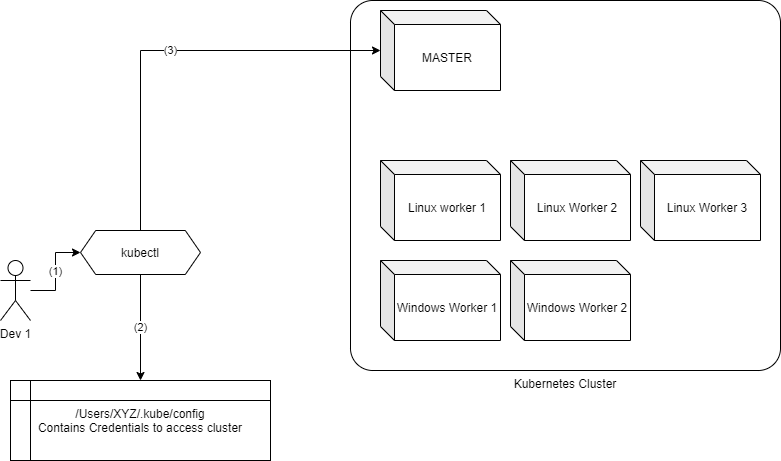 (3)
MASTER
Linux worker 1
Linux Worker 2
Linux Worker 3
kubectl
(1)
Windows Worker 1
Windows Worker 2
(2)
Dev 1
Kubernetes Cluster
/Users/XYZ/.kube/config
Contains Credentials to access cluster